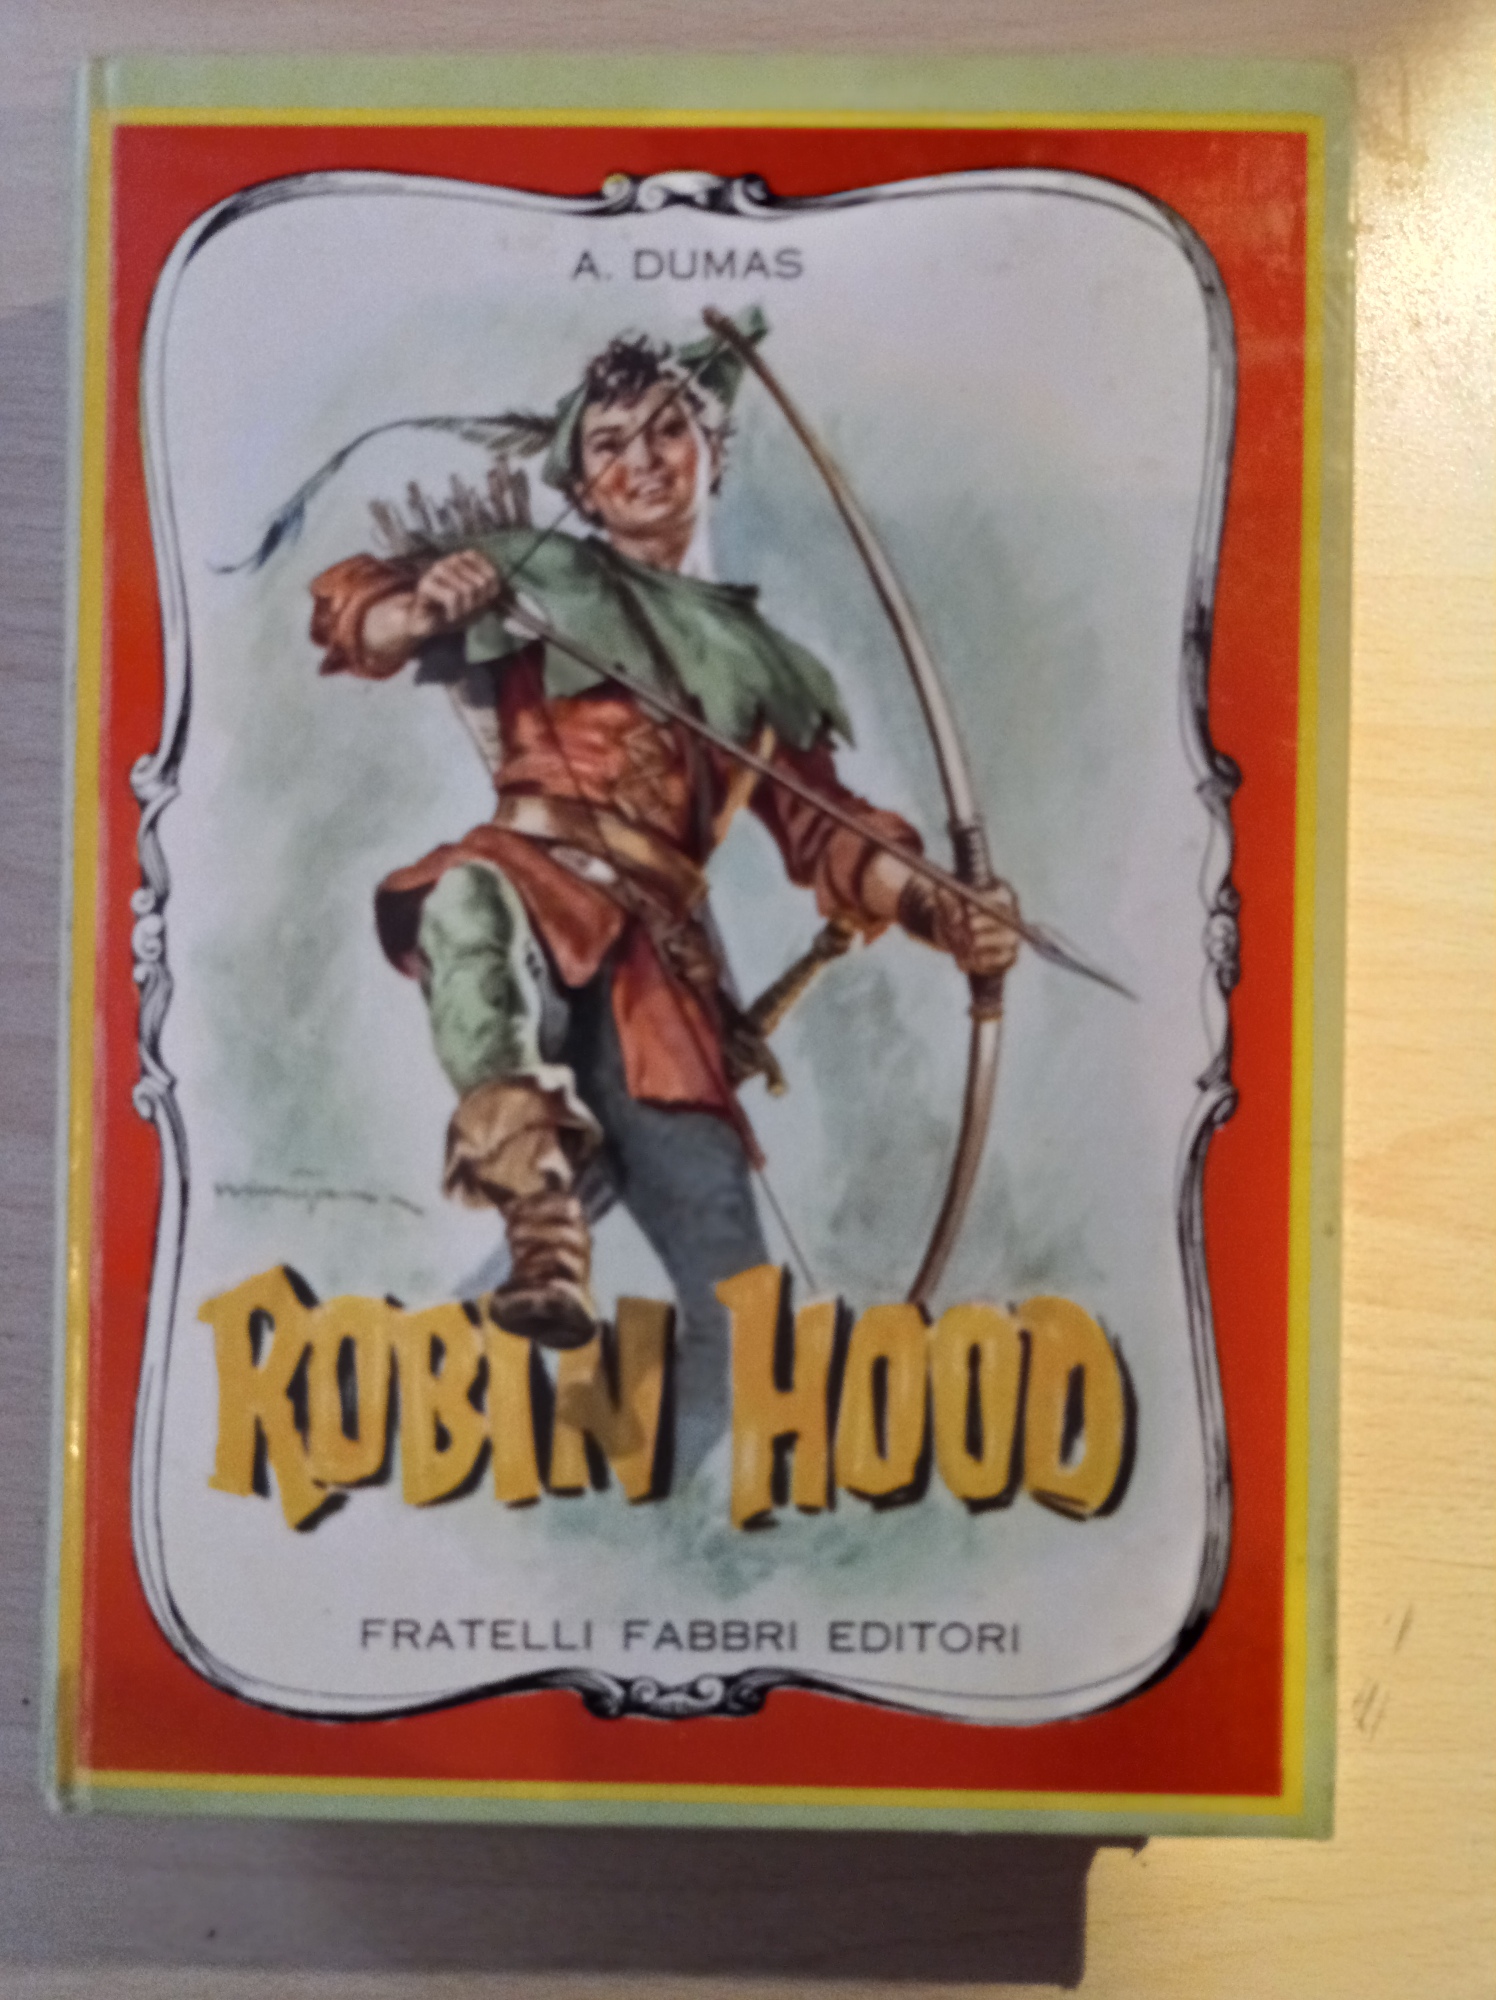 A. DUMAS
ROBIN HOOD
FRATELLI FABBRI EDITORI